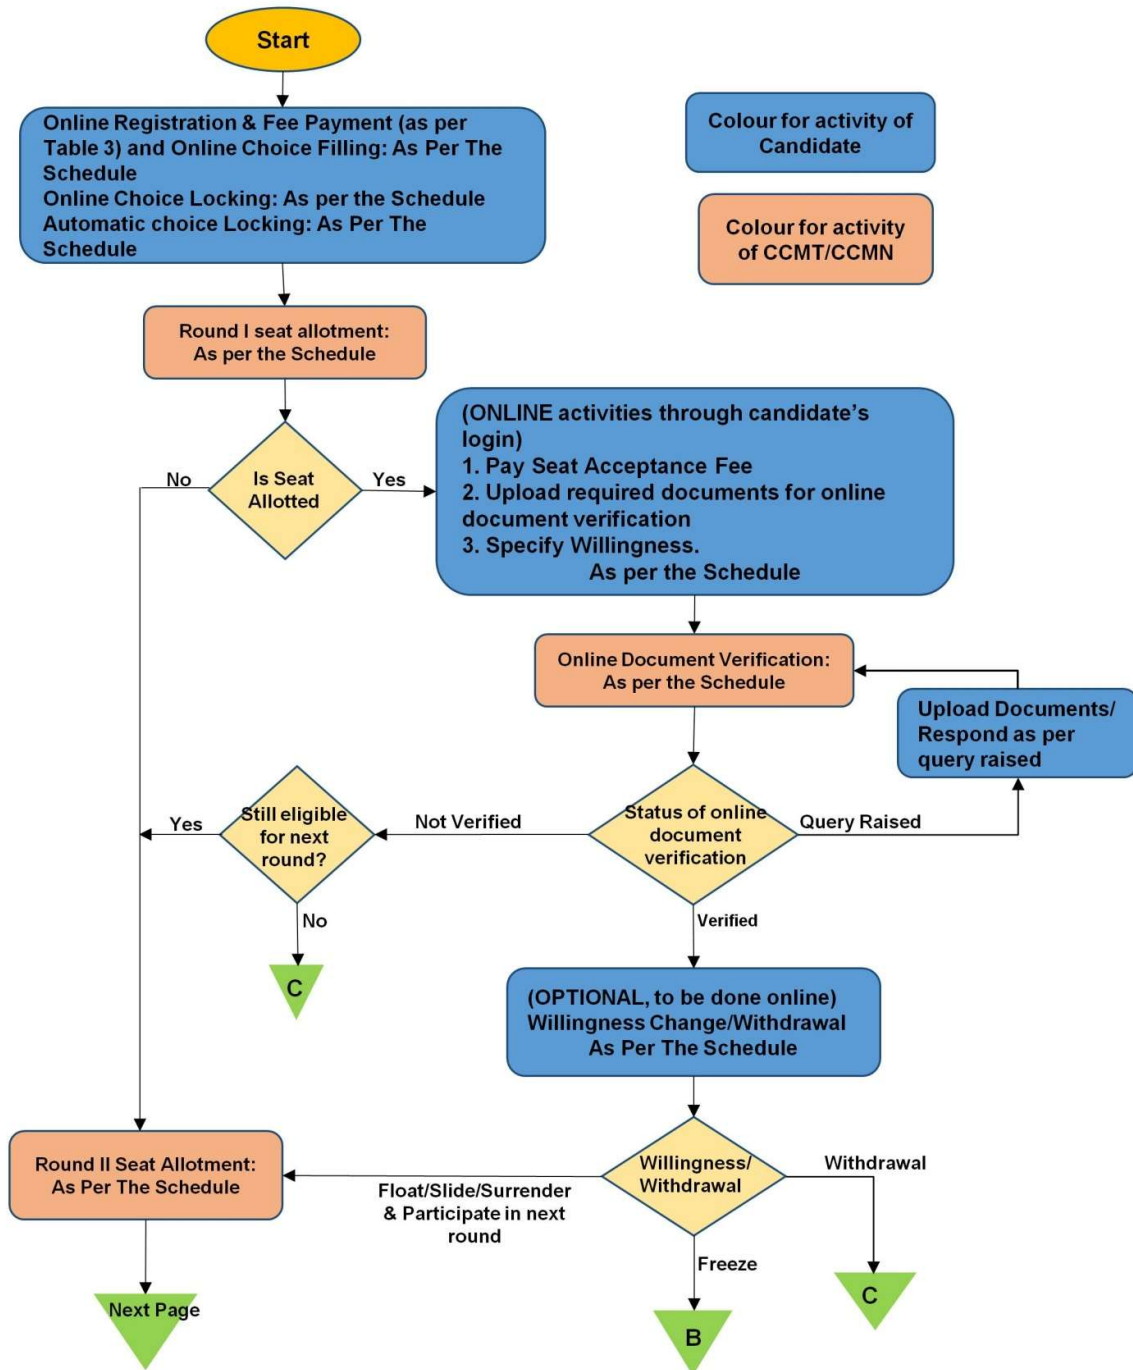 Start
Online Registration & Fee Payment (as per
Table 3) and Online Choice Filling: As Per The
Schedule
Online Choice Locking: As per the Schedule
Automatic choice Locking: As Per The
Schedule
Colour for activity of
Candidate
Colour for activity
of CCMT/CCMN
Round I seat allotment:
As per the Schedule
Is Seat
Allotted
No
Yes
(ONLINE activities through candidate’s
login)
1. Pay Seat Acceptance Fee
2. Upload required documents for online
document verification
3. Specify Willingness.
As per the Schedule
Online Document Verification:
As per the Schedule
Upload Documents/
Respond as per
query raised
Status of online
document
verification
Query Raised
Not Verified
Still eligible
for next
round?
Yes
No
C
Verified
(OPTIONAL, to be done online)
Willingness Change/Withdrawal
As Per The Schedule
Willingness/
Withdrawal
Withdrawal
C
Freeze
B
Float/Slide/Surrender
& Participate in next
round
Round II Seat Allotment:
As Per The Schedule
Next Page